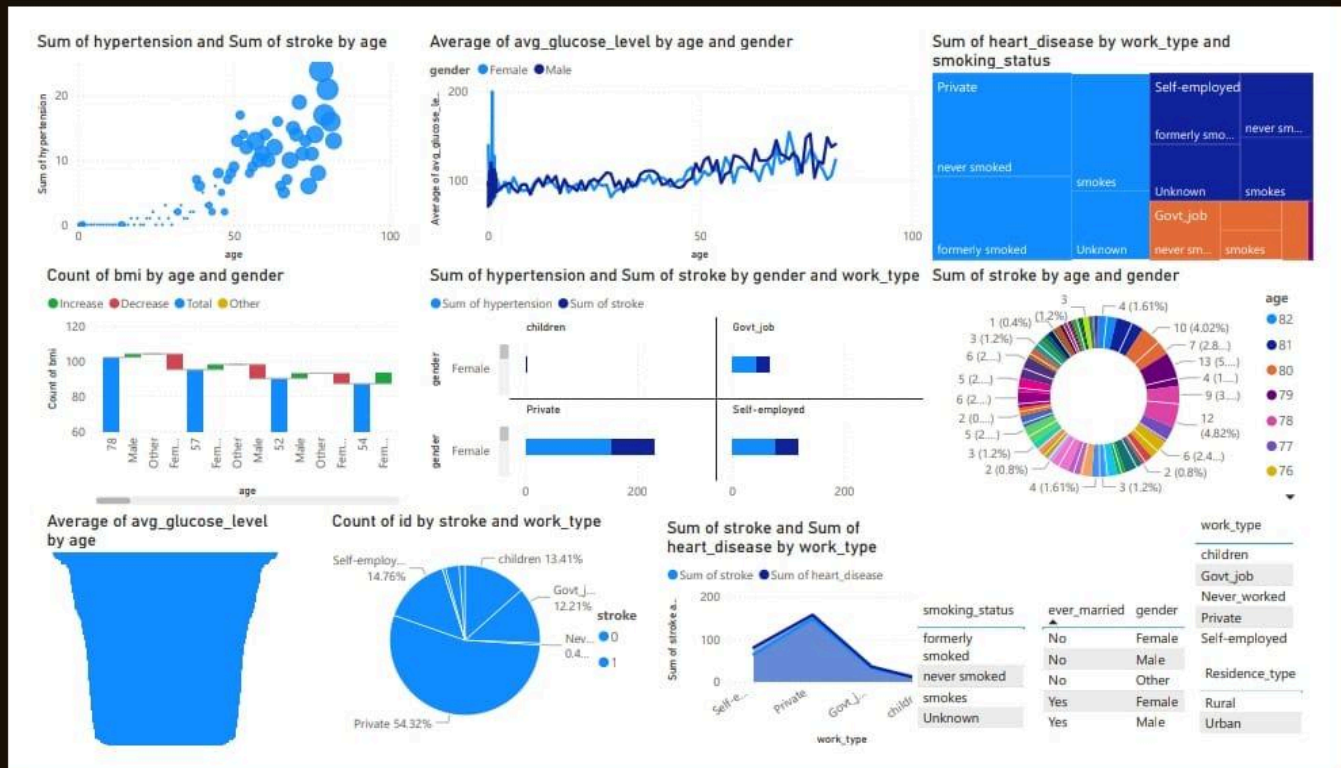 Sum of hypertension and Sum of stroke by age
Sum of hypertension
20
10
0
0
50
100
age
Average of avg_glucose_level by age and gender
gender Female Male
Average of avg_glucose_le...
200
100
0
50
100
age
Sum of heart_disease by work_type and
smoking_status
Private
never smoked
formerly smoked
smokes
Unknown
Self-employed
formerly smo...
never sm...
Unknown
smokes
Govt_job
never sm...
smokes
Count of bmi by age and gender
Increase Decrease Total Other
Count of bmi
120
100
80
60
78
Male
Other
Fem...
57
Fem...
Other
Male
52
Male
Other
Fem...
54
Fem...
age
Sum of hypertension and Sum of stroke by gender and work_type
Sum of hypertension Sum of stroke
children
Govt_job
gender
Female
Private
Self-employed
gender
Female
0
200
0
200
Sum of stroke by age and gender
3
(1.2%)
4 (1.61%)
10 (4.02%)
7 (2.8...)
13 (5....)
4 (1....)
9 (3....)
12
(4.82%)
6 (2.4...)
2 (0.8%)
3 (1.2%)
4 (1.61%)
2 (0.8%)
3 (1.2%)
5 (2....)
2 (0....)
6 (2....)
5 (2....)
6 (2....)
3 (1.2%)
1 (0.4%)
age
82
81
80
79
78
77
76
Average of avg_glucose_level
by age
Count of id by stroke and work_type
Self-employ...
14.76%
children 13.41%
Govt_j...
12.21%
Nev...
0.4...
Private 54.32%
stroke
0
1
Sum of stroke and Sum of
heart_disease by work_type
Sum of stroke Sum of heart_disease
Sum of stroke a...
200
100
0
Self-e...
Private
Govt_j...
childr
work_type
smoking_status
formerly
smoked
never smoked
smokes
Unknown
ever_married gender
No Female
No Male
No Other
Yes Female
Yes Male
work_type
children
Govt_job
Never_worked
Private
Self-employed
Residence_type
Rural
Urban